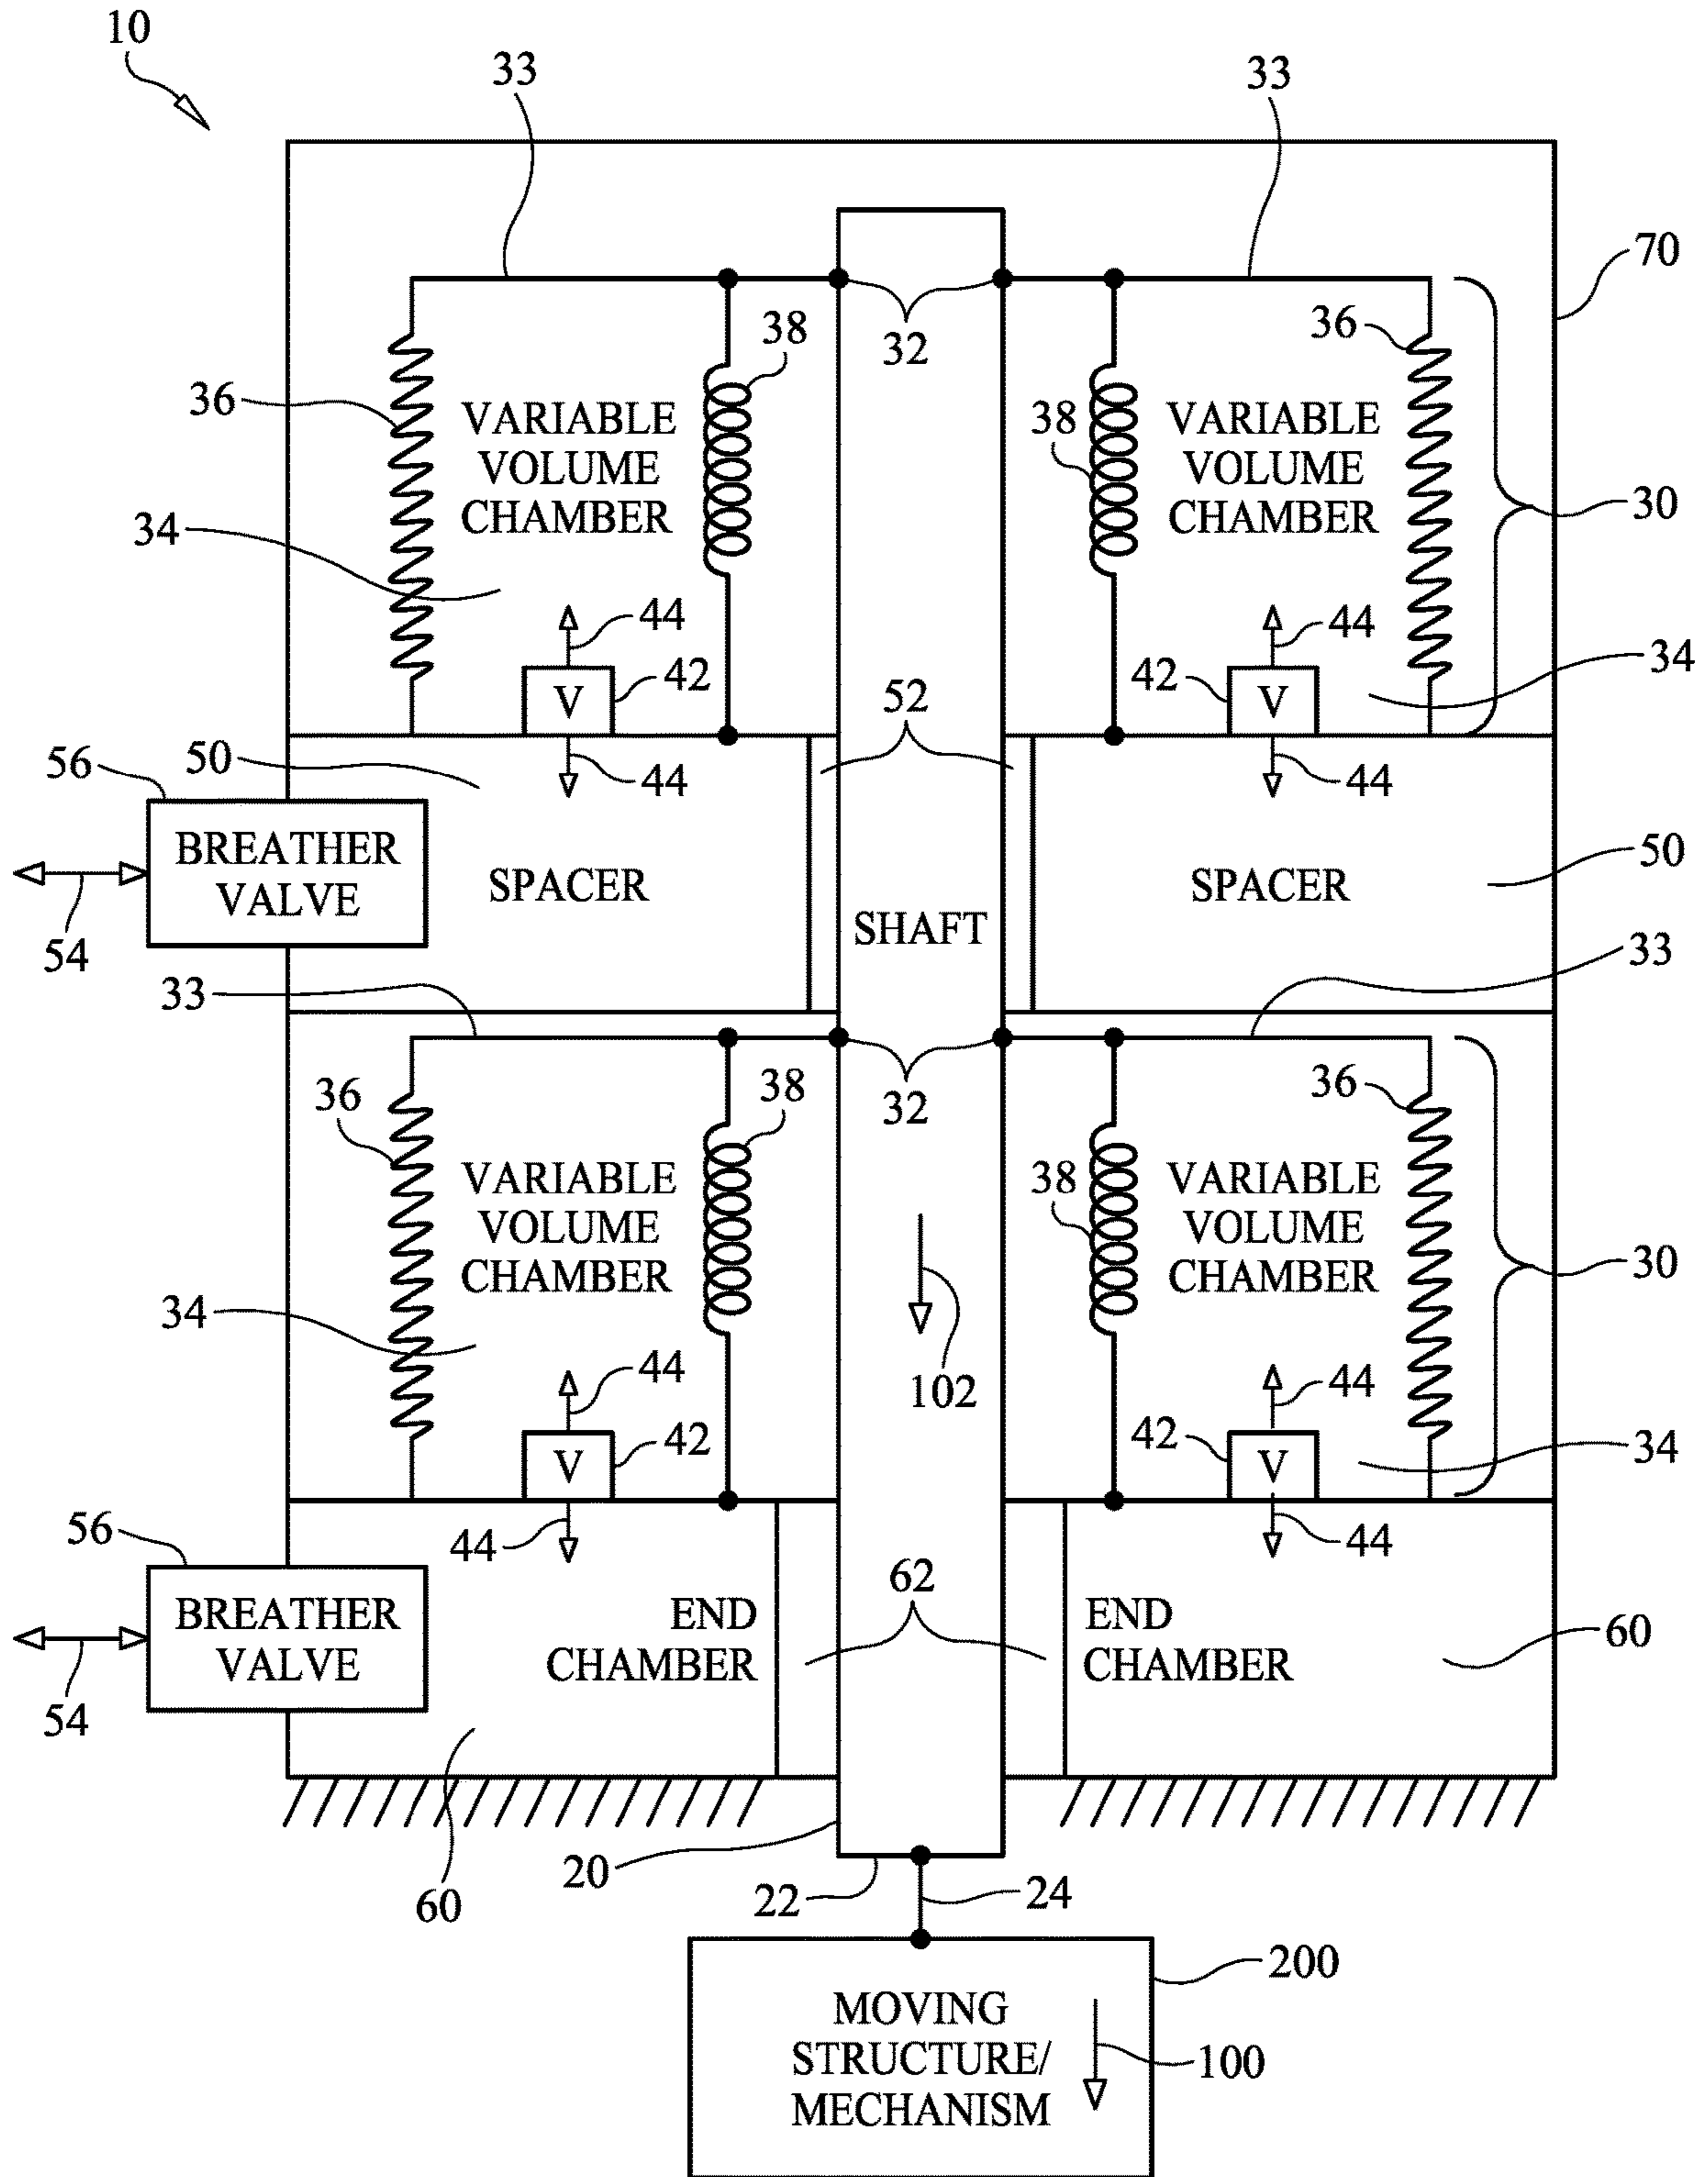 10
33
33
70
32
38
36
36
38
VARIABLE
VOLUME
CHAMBER
VARIABLE
VOLUME
CHAMBER
30
34
44
44
34
42
V
42
V
52
50
44
44
56
BREATHER
VALVE
50
SPACER
SPACER
SHAFT
54
33
33
32
38
36
36
38
VARIABLE
VOLUME
CHAMBER
VARIABLE
VOLUME
CHAMBER
30
34
44
102
44
42
V
42
V
34
56
44
44
62
BREATHER
VALVE
END
CHAMBER
END
CHAMBER
60
54
20
22
24
60
200
MOVING
STRUCTURE/
MECHANISM
100